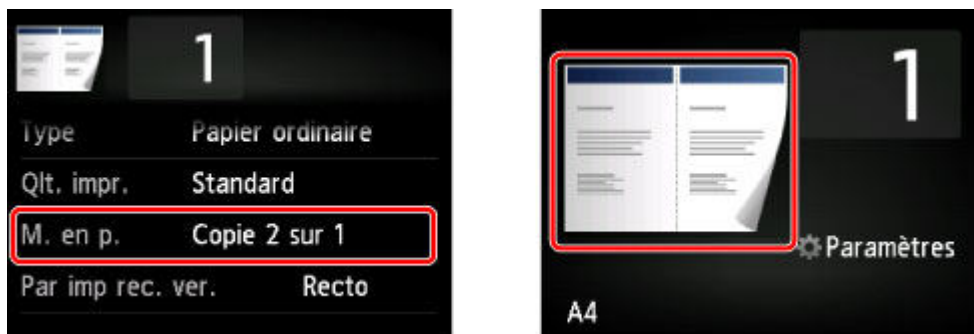 1
Type Papier ordinaire
Qlt. impr. Standard
M. en p. Copie 2 sur 1
Par imp rec. ver. Recto
1
Paramètres
A4